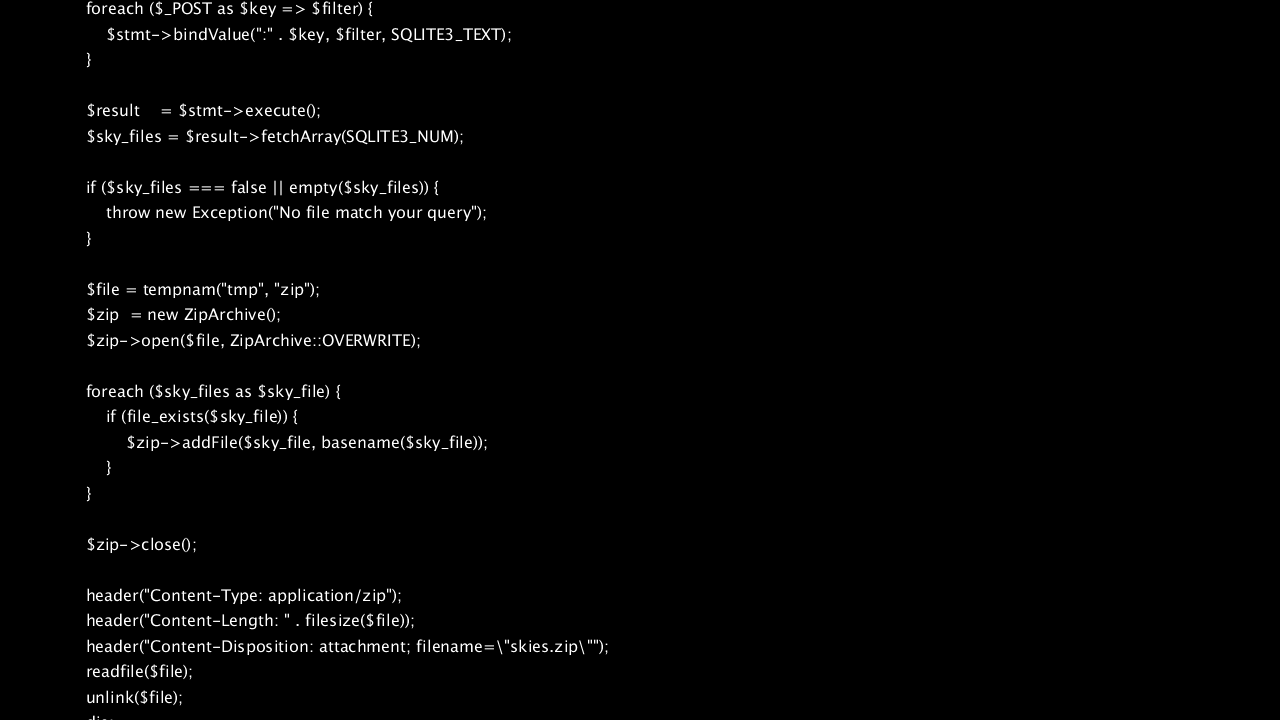 foreach ($_POST as $key => $filter) {
$stmt->bindValue(":" . $key, $filter, SQLITE3_TEXT);
}
$result = $stmt->execute();
$sky_files = $result->fetchArray(SQLITE3_NUM);
if ($sky_files === false || empty($sky_files)) {
throw new Exception("No file match your query");
}
$file = tempnam("tmp", "zip");
$zip = new ZipArchive();
$zip->open($file, ZipArchive::OVERWRITE);
foreach ($sky_files as $sky_file) {
if (file_exists($sky_file)) {
$zip->addFile($sky_file, basename($sky_file));
}
}
$zip->close();
header("Content-Type: application/zip");
header("Content-Length: " . filesize($file));
header("Content-Disposition: attachment; filename=\"skies.zip\"");
readfile($file);
unlink($file);